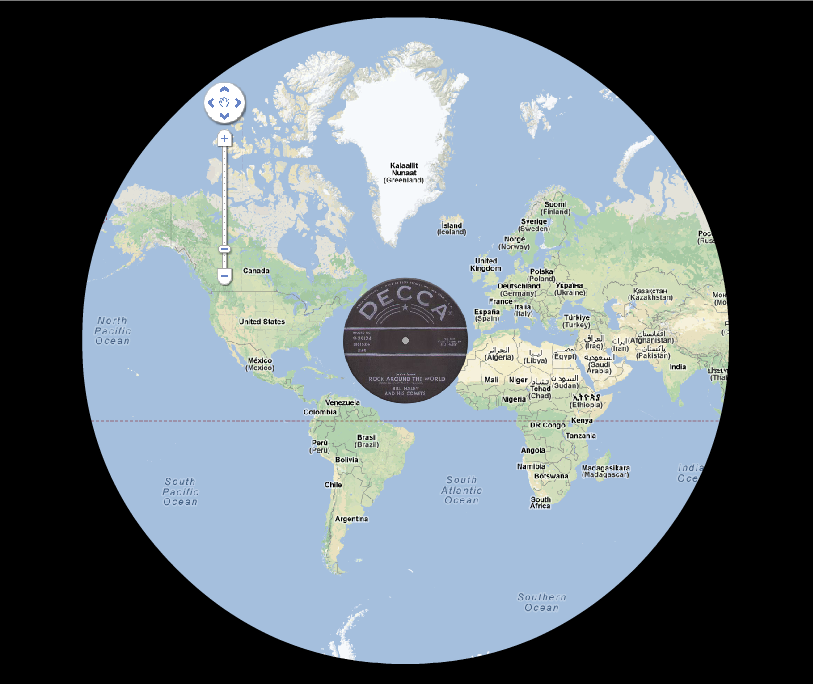 Kalaallit
Nunaat
(Greenland)
Suomi
(Finland)
Ísland
(Iceland)
Sverige
(Sweden)
Norge
(Norway)
United
Kingdom
Canada
Polska
(Poland)
Deutschland
(Germany)
Україна
(Ukraine)
France
Казахстан
(Kazakhstan)
Italia
(Italy)
España
(Spain)
DECCA
Türkiye
(Turkey)
North
Pacific
Ocean
United States
العراق
(Iraq)
(Iran)
افغانستان
(Afghanistan)
پاکستان
(Pakistan)
الجزائر
(Algeria)
ليبيا
(Libya)
(Egypt)
السعودية
(Saudi
Arabia)
México
(Mexico)
India
ROCK AROUND THE WORLD
BILL HALEY
AND HIS COMETS
Mali
Niger
تشاد
Tchad
(Chad)
السودان
(Sudan)
Nigeria
ኢትዮጵያ
(Ethiopia)
Venezuela
Colombia
Kenya
DR Congo
Tanzania
Perú
(Peru)
Brasil
(Brazil)
Bolivia
Angola
Namibia
Botswana
Madagasikara
(Madagascar)
Chile
South
Pacific
Ocean
South
Atlantic
Ocean
South
Africa
Argentina
Southern
Ocean